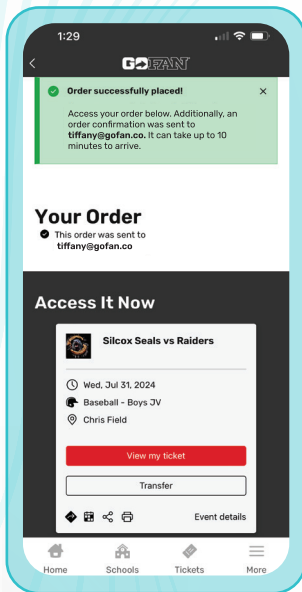 1:29
GOFAN
Order successfully placed!
Access your order below. Additionally, an
order confirmation was sent to
tiffany@gofan.co. It can take up to 10
minutes to arrive.
Your Order
This order was sent to
tiffany@gofan.co
Access It Now
Silcox Seals vs Raiders
Wed, Jul 31, 2024
Baseball - Boys JV
Chris Field
View my ticket
Transfer
Event details
Home Schools Tickets More